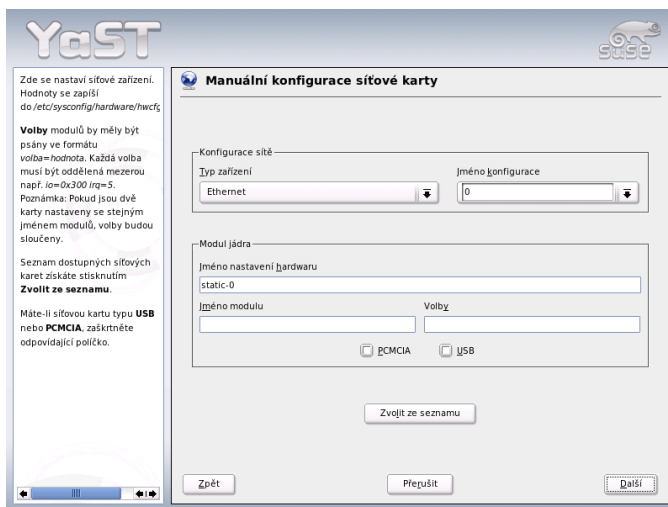 YaST
SUSE
Zde se nastaví síťové zařízení.
Hodnoty se zapíší
do /etc/sysconfig/hardware/hwcfg
Volby modulů by měly být
psány ve formátu
volba=hodnota. Každá volba
musí být oddělená mezerou
např. io=0x300 irq=5.
Poznámka: Pokud jsou dvě
karty nastaveny se stejným
jménem modulů, volby budou
sloučeny.
Seznam dostupných síťových
karet získáte stisknutím
Zvolit ze seznamu.
Máte-li síťovou kartu typu USB
nebo PCMCIA, zaškrtněte
odpovídající políčko.
Manuální konfigurace síťové karty
Konfigurace sítě
Typ zařízení
Jméno konfigurace
Ethernet
0
Modul jádra
Jméno nastavení hardwaru
static-0
Jméno modulu
Volby
PCMCIA
USB
Zvolit ze seznamu
Zpět
Přerušit
Další